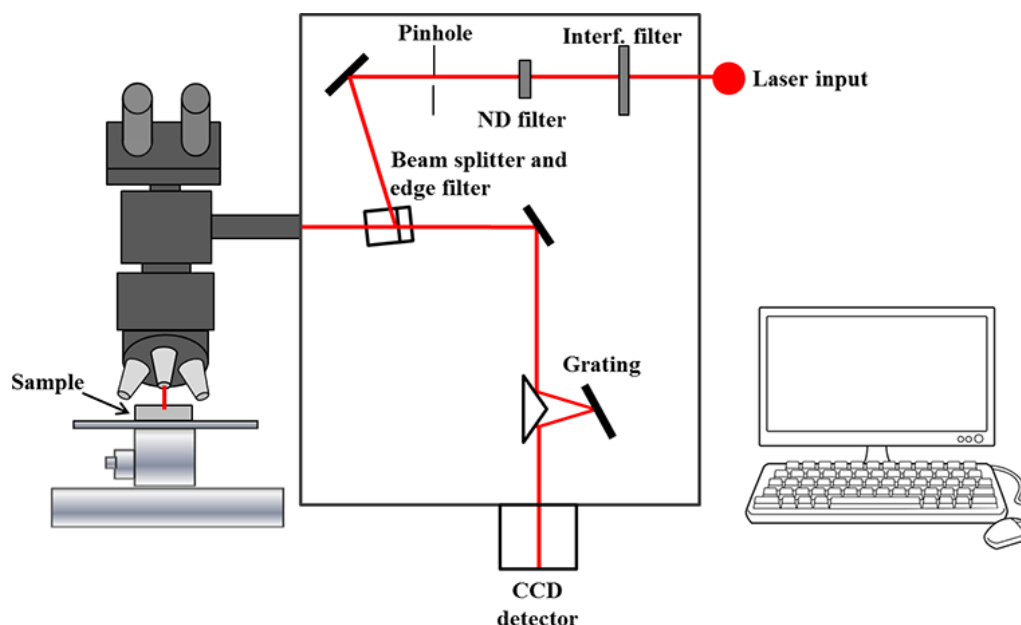 Pinhole
Interf. filter
Laser input
ND filter
Beam splitter and
edge filter
Grating
Sample
CCD
detector